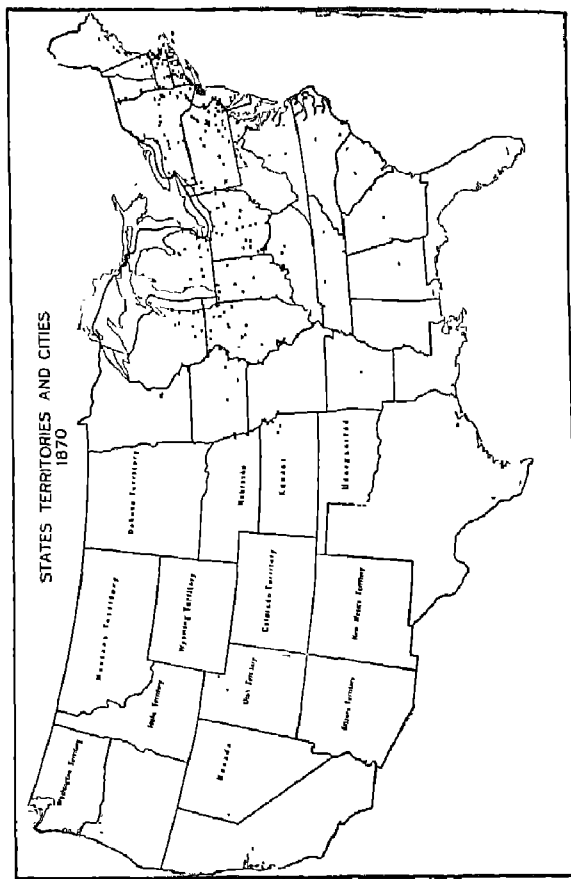 STATES TERRITORIES AND CITIES
1870
Washington Territory
Montana Territory
Dakota Territory
Idaho Territory
Wyoming Territory
Nebraska
Nevada
Utah Territory
Colorado Territory
Kansas
Arizona Territory
New Mexico Territory
Unorganized